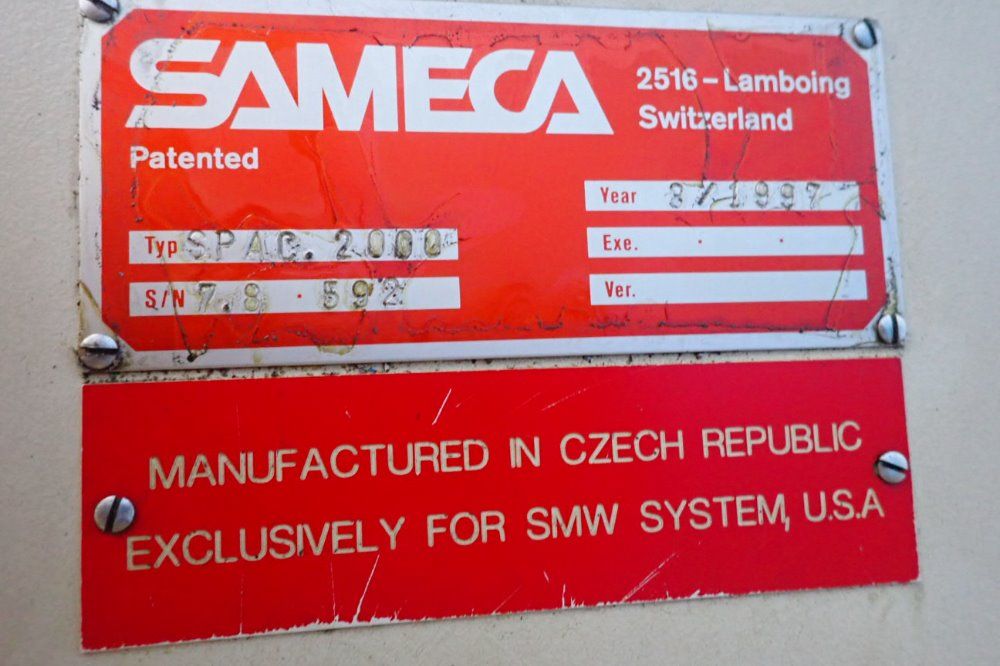 SAMECA
2516 – Lamboing
Switzerland
Patented
Year 8/1997
Typ SPAC. 2000
Exe. . .
S/N 7.8 . 592
Ver.
MANUFACTURED IN CZECH REPUBLIC
EXCLUSIVELY FOR SMW SYSTEM, U.S.A